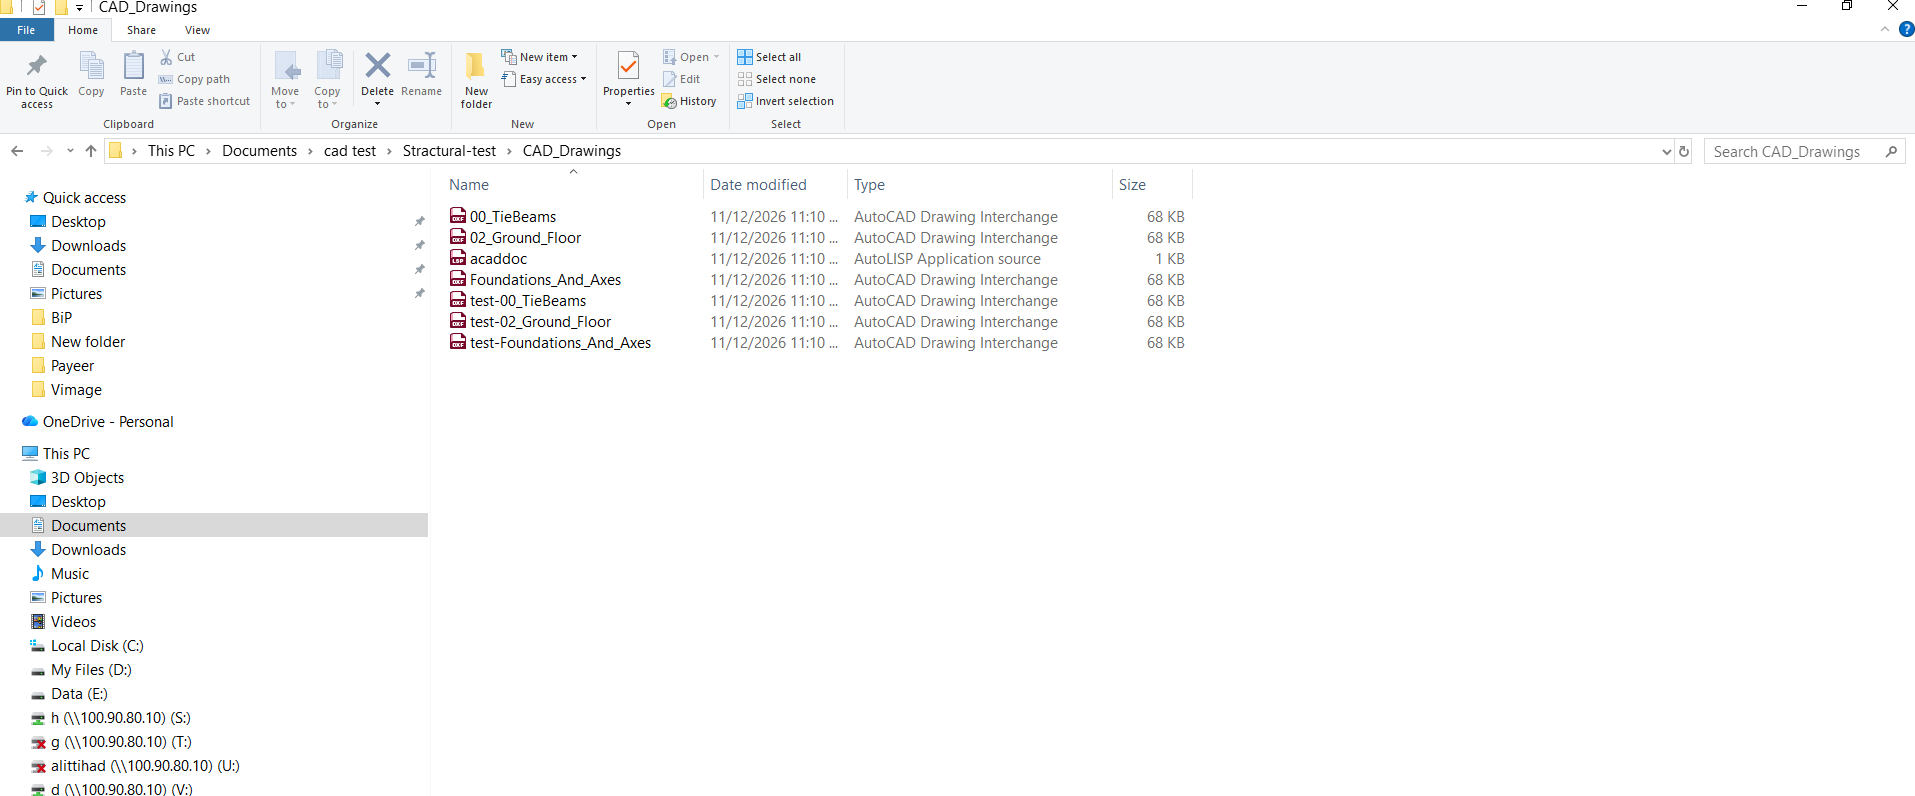 CAD_Drawings
File Home Share View
Pin to Quick access
Copy
Paste
Cut
Copy path
Paste shortcut
Clipboard
Move to
Copy to
Delete
Rename
Organize
New folder
New item
Easy access
New
Properties
Open
Edit
History
Open
Select all
Select none
Invert selection
Select
This PC > Documents > cad test > Stractural-test > CAD_Drawings
Search CAD_Drawings
Quick access
Desktop
Downloads
Documents
Pictures
BiP
New folder
Payeer
Vimage
OneDrive - Personal
This PC
3D Objects
Desktop
Documents
Downloads
Music
Pictures
Videos
Local Disk (C:)
My Files (D:)
Data (E:)
h (\\100.90.80.10) (S:)
g (\\100.90.80.10) (T:)
alittihad (\\100.90.80.10) (U:)
d (\\100.90.80.10) (V:)
Name Date modified Type Size
00_TieBeams 11/12/2026 11:10 ... AutoCAD Drawing Interchange 68 KB
02_Ground_Floor 11/12/2026 11:10 ... AutoCAD Drawing Interchange 68 KB
acaddoc 11/12/2026 11:10 ... AutoLISP Application source 1 KB
Foundations_And_Axes 11/12/2026 11:10 ... AutoCAD Drawing Interchange 68 KB
test-00_TieBeams 11/12/2026 11:10 ... AutoCAD Drawing Interchange 68 KB
test-02_Ground_Floor 11/12/2026 11:10 ... AutoCAD Drawing Interchange 68 KB
test-Foundations_And_Axes 11/12/2026 11:10 ... AutoCAD Drawing Interchange 68 KB